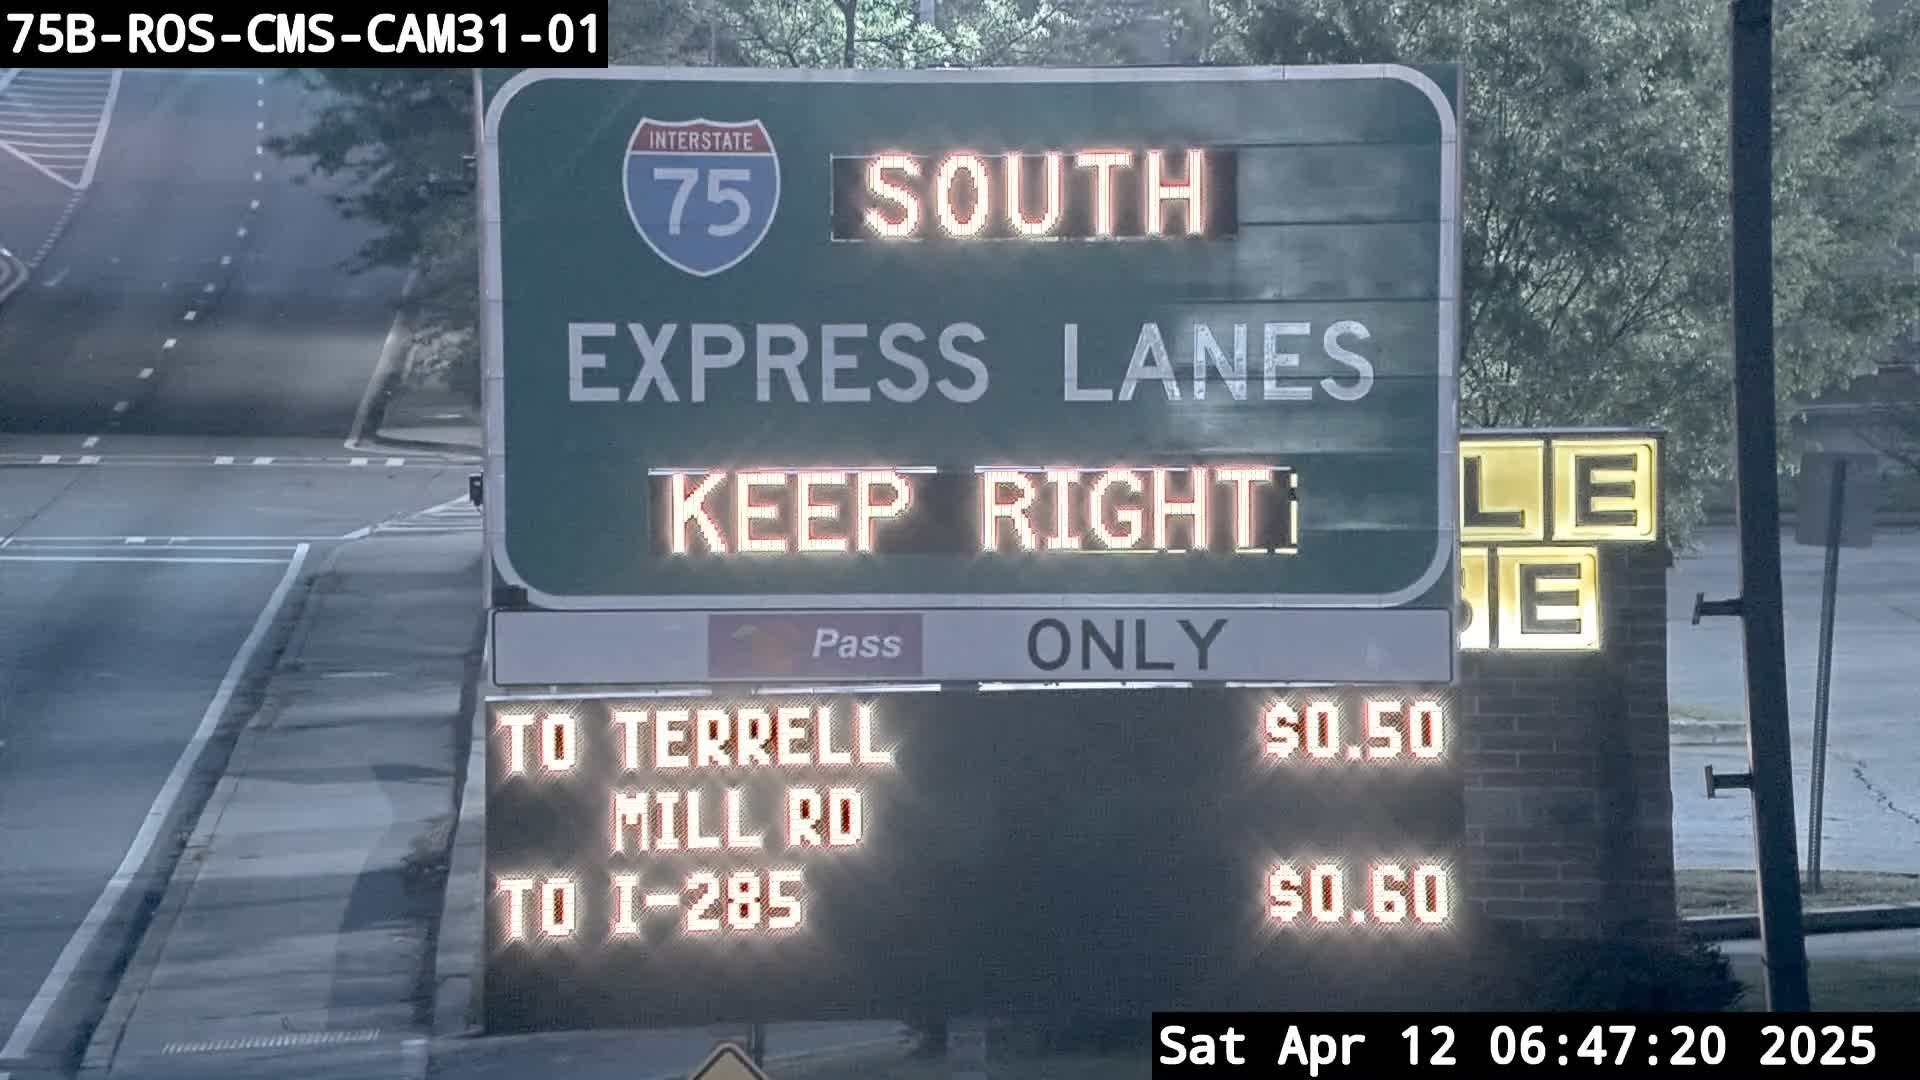 75B-ROS-CMS-CAM31-01
INTERSTATE
75
SOUTH
EXPRESS LANES
KEEP RIGHT
Pass ONLY
TO TERRELL $0.50
MILL RD
TO I-285 $0.60
LE
E
Sat Apr 12 06:47:20 2025